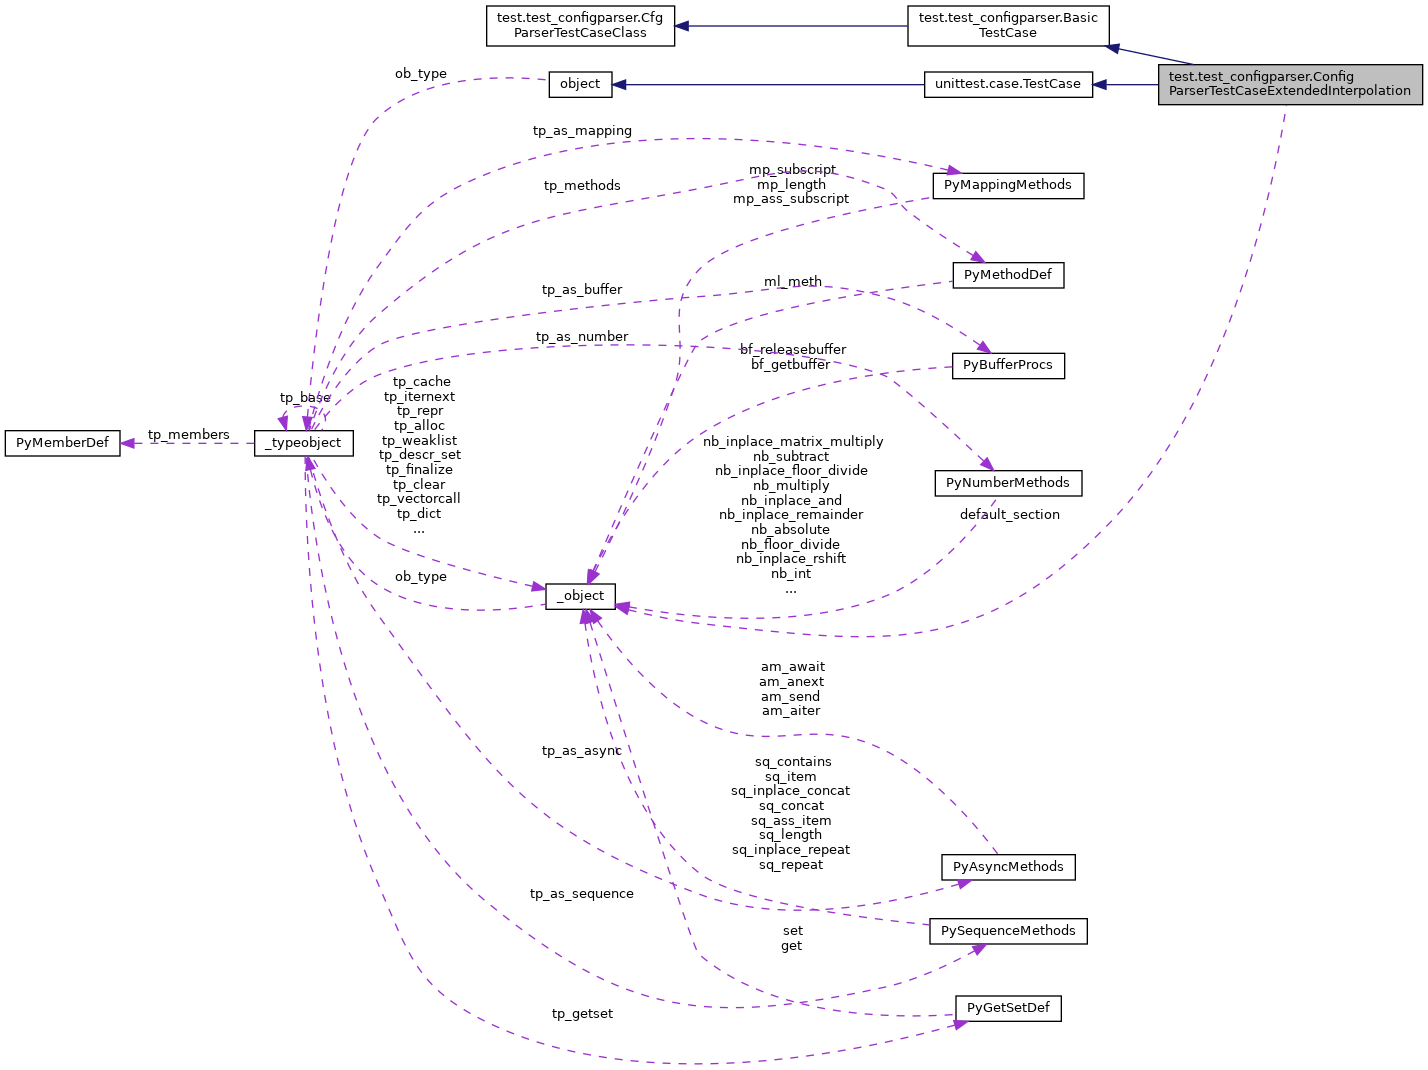 test.test_configparser.Cfg
ParserTestCaseClass
test.test_configparser.Basic
TestCase
ob_type
object
unittest.case.TestCase
test.test_configparser.Config
ParserTestCaseExtendedInterpolation
tp_as_mapping
mp_subscript
mp_length
mp_ass_subscript
tp_methods
PyMappingMethods
PyMethodDef
ml_meth
tp_as_buffer
tp_as_number
bf_releasebuffer
bf_getbuffer
PyBufferProcs
tp_base
tp_cache
tp_iternext
tp_repr
tp_alloc
tp_weaklist
tp_descr_set
tp_finalize
tp_clear
tp_vectorcall
tp_dict
...
PyMemberDef
tp_members
_typeobject
nb_inplace_matrix_multiply
nb_subtract
nb_inplace_floor_divide
nb_multiply
nb_inplace_and
nb_inplace_remainder
nb_absolute
nb_floor_divide
nb_inplace_rshift
nb_int
...
PyNumberMethods
default_section
ob_type
_object
am_await
am_anext
am_send
am_aiter
tp_as_async
sq_contains
sq_item
sq_inplace_concat
sq_concat
sq_ass_item
sq_length
sq_inplace_repeat
sq_repeat
PyAsyncMethods
tp_as_sequence
PySequenceMethods
set
get
tp_getset
PyGetSetDef